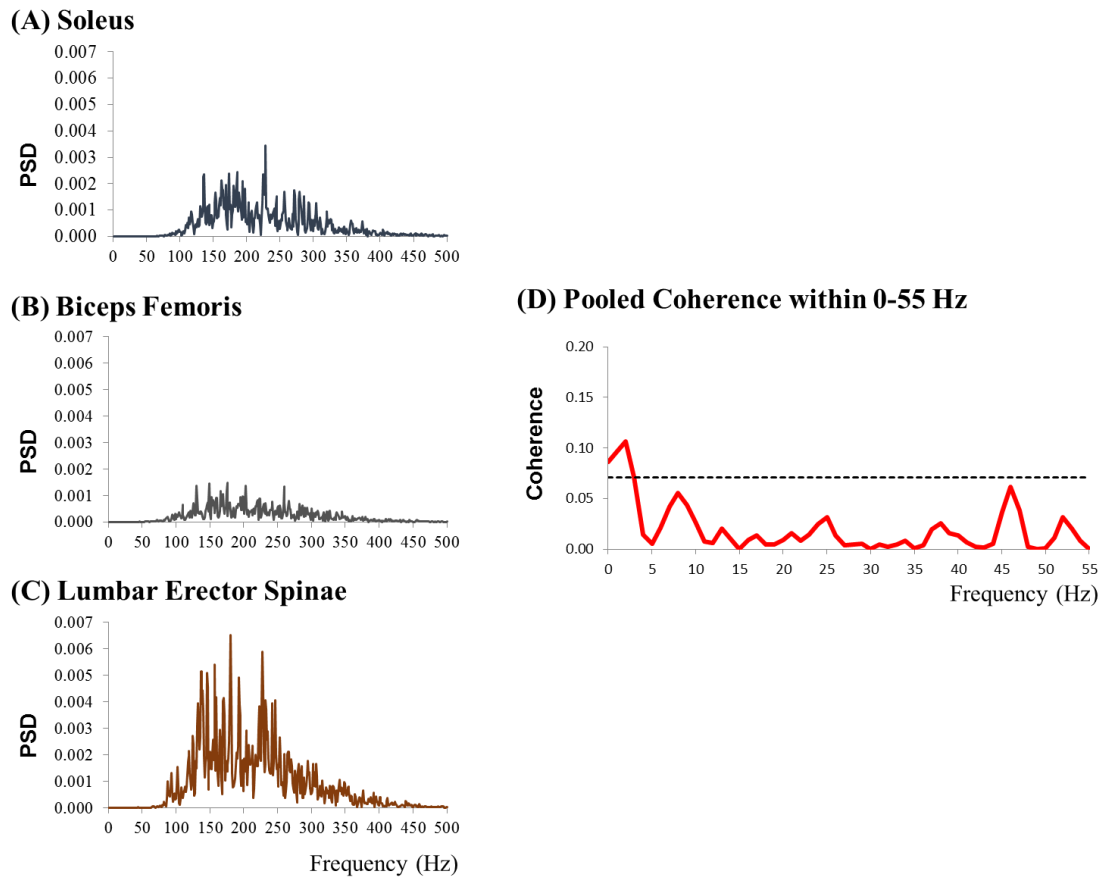 (A) Soleus
0.007
0.006
0.005
0.004
0.003
0.002
0.001
0.000
PSD
0 50 100 150 200 250 300 350 400 450 500
(B) Biceps Femoris
0.007
0.006
0.005
0.004
0.003
0.002
0.001
0.000
PSD
0 50 100 150 200 250 300 350 400 450 500
(C) Lumbar Erector Spinae
0.007
0.006
0.005
0.004
0.003
0.002
0.001
0.000
PSD
0 50 100 150 200 250 300 350 400 450 500
Frequency (Hz)
(D) Pooled Coherence within 0-55 Hz
0.20
0.15
0.10
0.05
0.00
Coherence
0 5 10 15 20 25 30 35 40 45 50 55
Frequency (Hz)